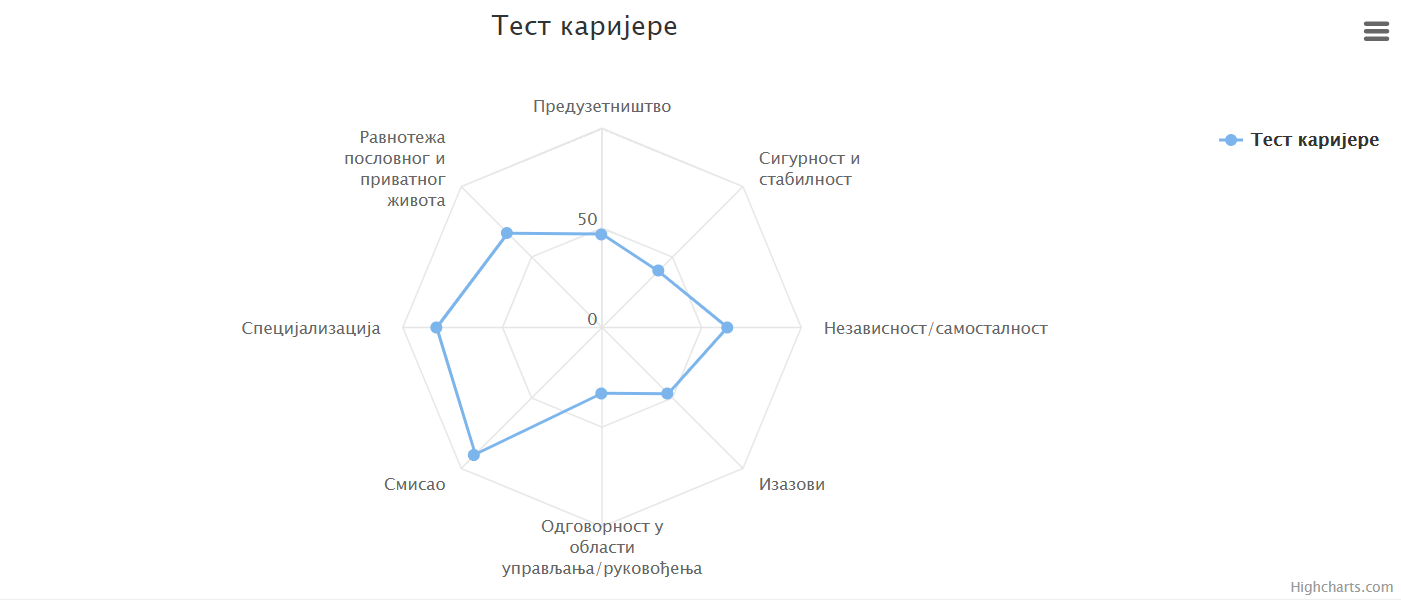 Тест каријере
Тест каријере
Предузетништво
Сигурност и
стабилност
Независност/самосталност
Изазови
Одговорност у
области
управљања/руковођења
Смисао
Специјализација
Равнотежа
пословног и
приватног
живота
50
0
Highcharts.com